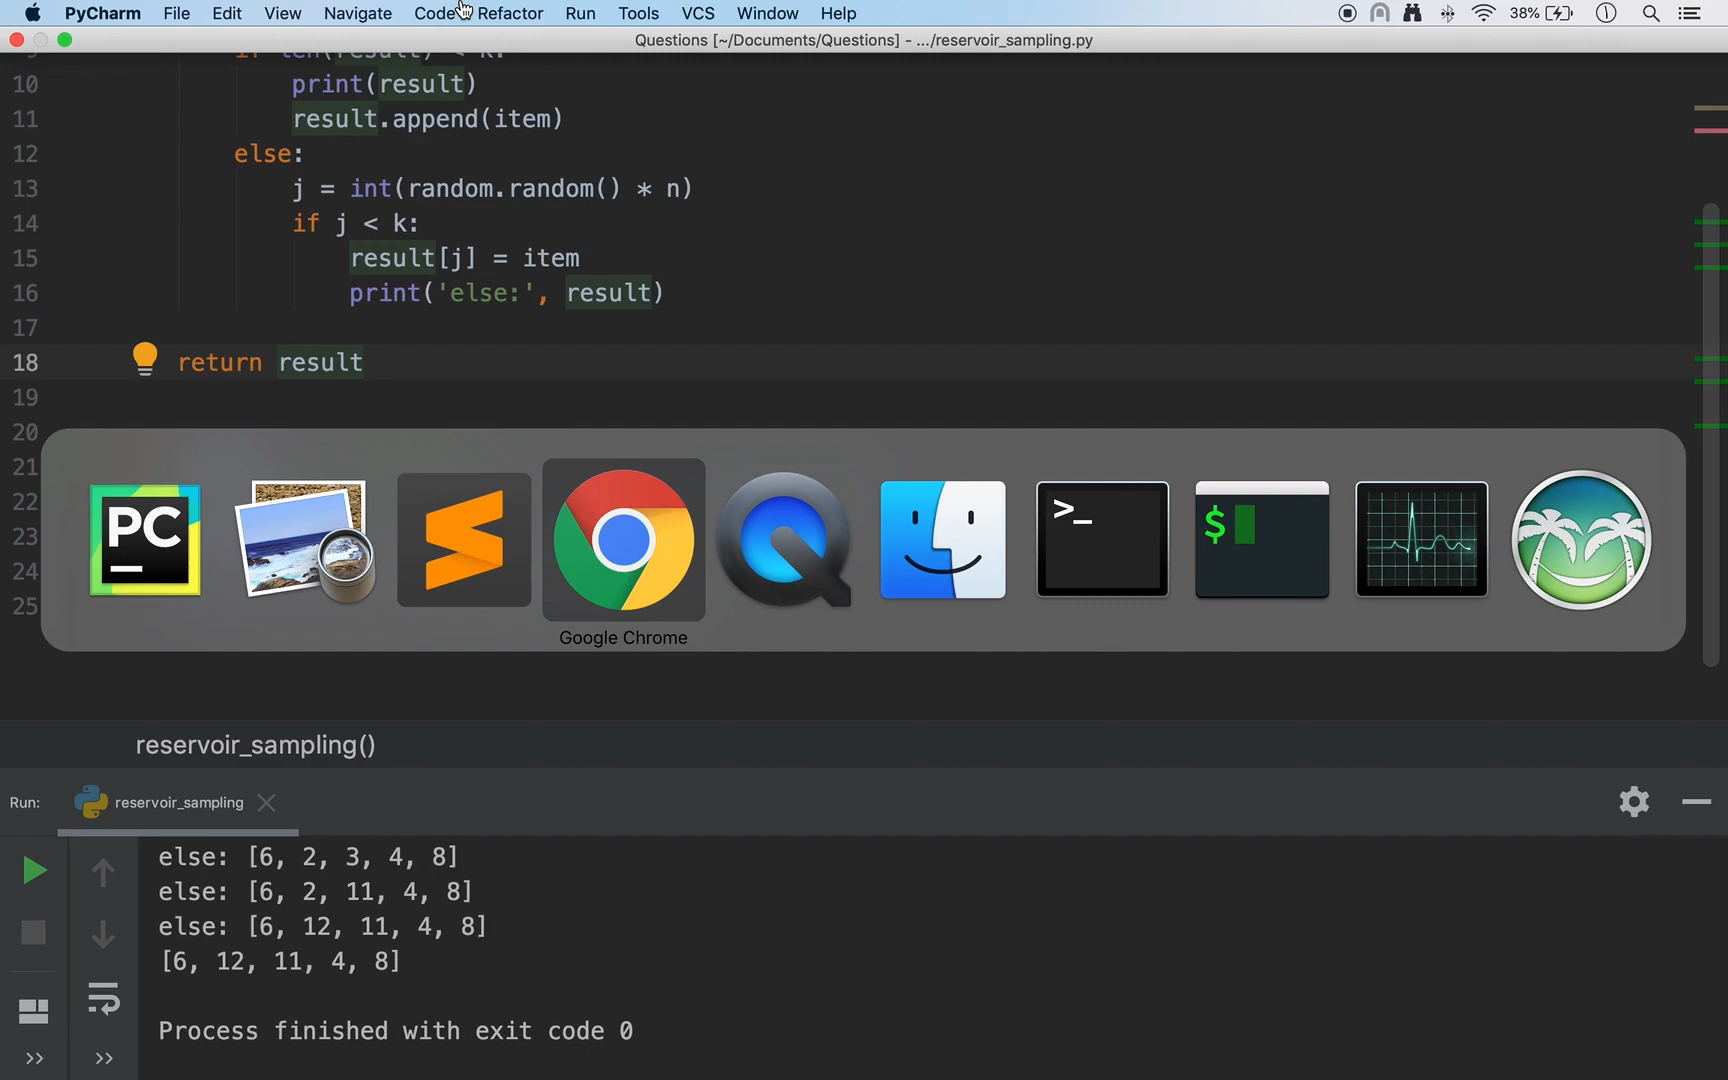 PyCharm File Edit View Navigate Code Refactor Run Tools VCS Window Help 38%
Questions [~/Documents/Questions] - .../reservoir_sampling.py
10 print(result)
11 result.append(item)
12 else:
13 j = int(random.random() * n)
14 if j < k:
15 result[j] = item
16 print('else:', result)
17
18 return result
19
20
21
22
23
24
25
PC
>_
$
Google Chrome
reservoir_sampling()
Run: reservoir_sampling
else: [6, 2, 3, 4, 8]
else: [6, 2, 11, 4, 8]
else: [6, 12, 11, 4, 8]
[6, 12, 11, 4, 8]
Process finished with exit code 0